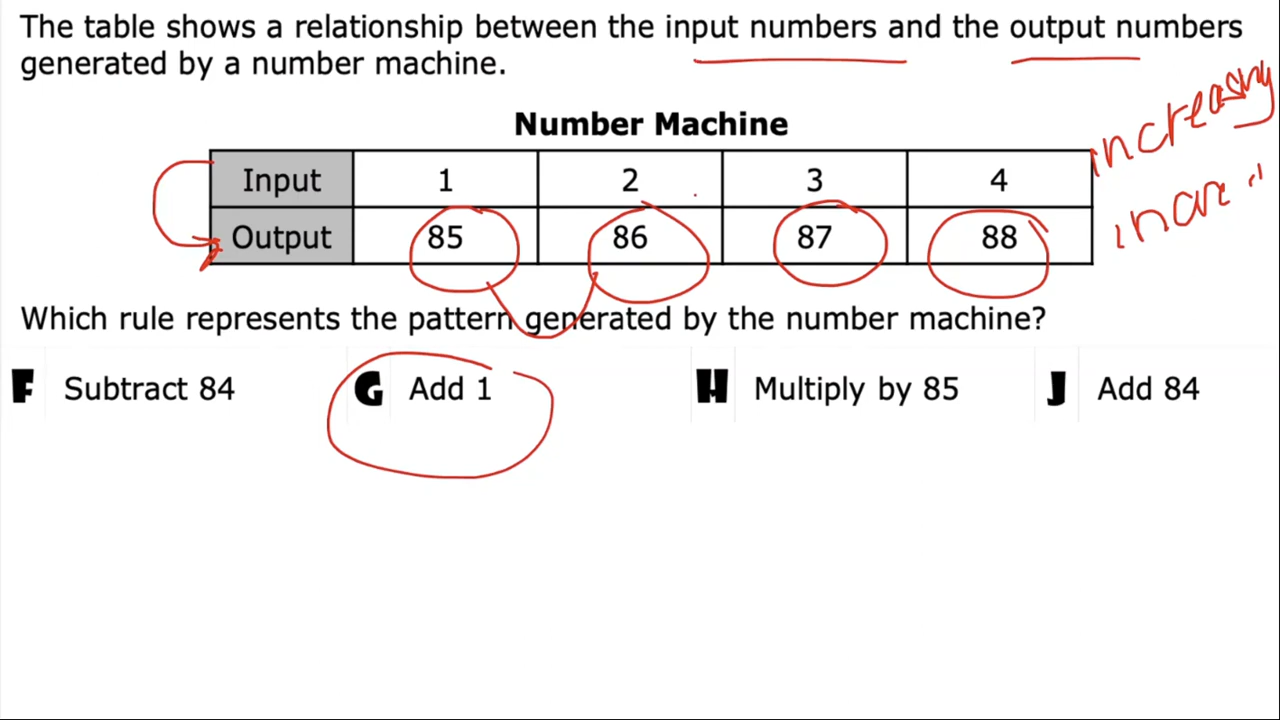 The table shows a relationship between the input numbers and the output numbers
generated by a number machine.
Number Machine
Input 1 2 3 4
Output 85 86 87 88
increasing
Which rule represents the pattern generated by the number machine?
F Subtract 84 G Add 1 H Multiply by 85 J Add 84